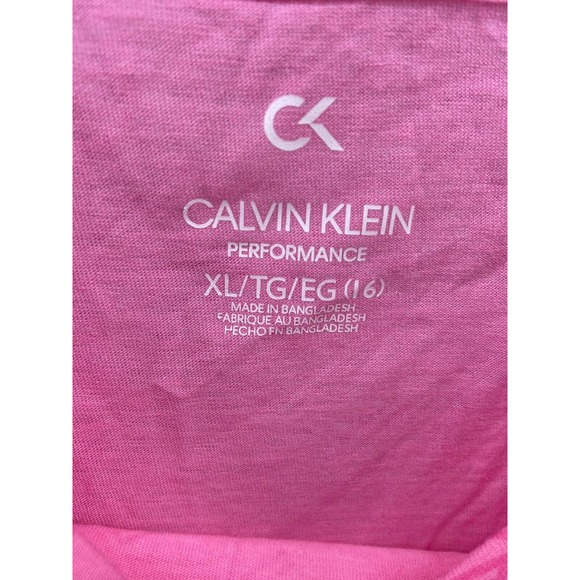 CK
CALVIN KLEIN
PERFORMANCE
XL/TG/EG (16)
MADE IN BANGLADESH
FABRIQUE AU BANGLADESH
HECHO EN BANGLADESH